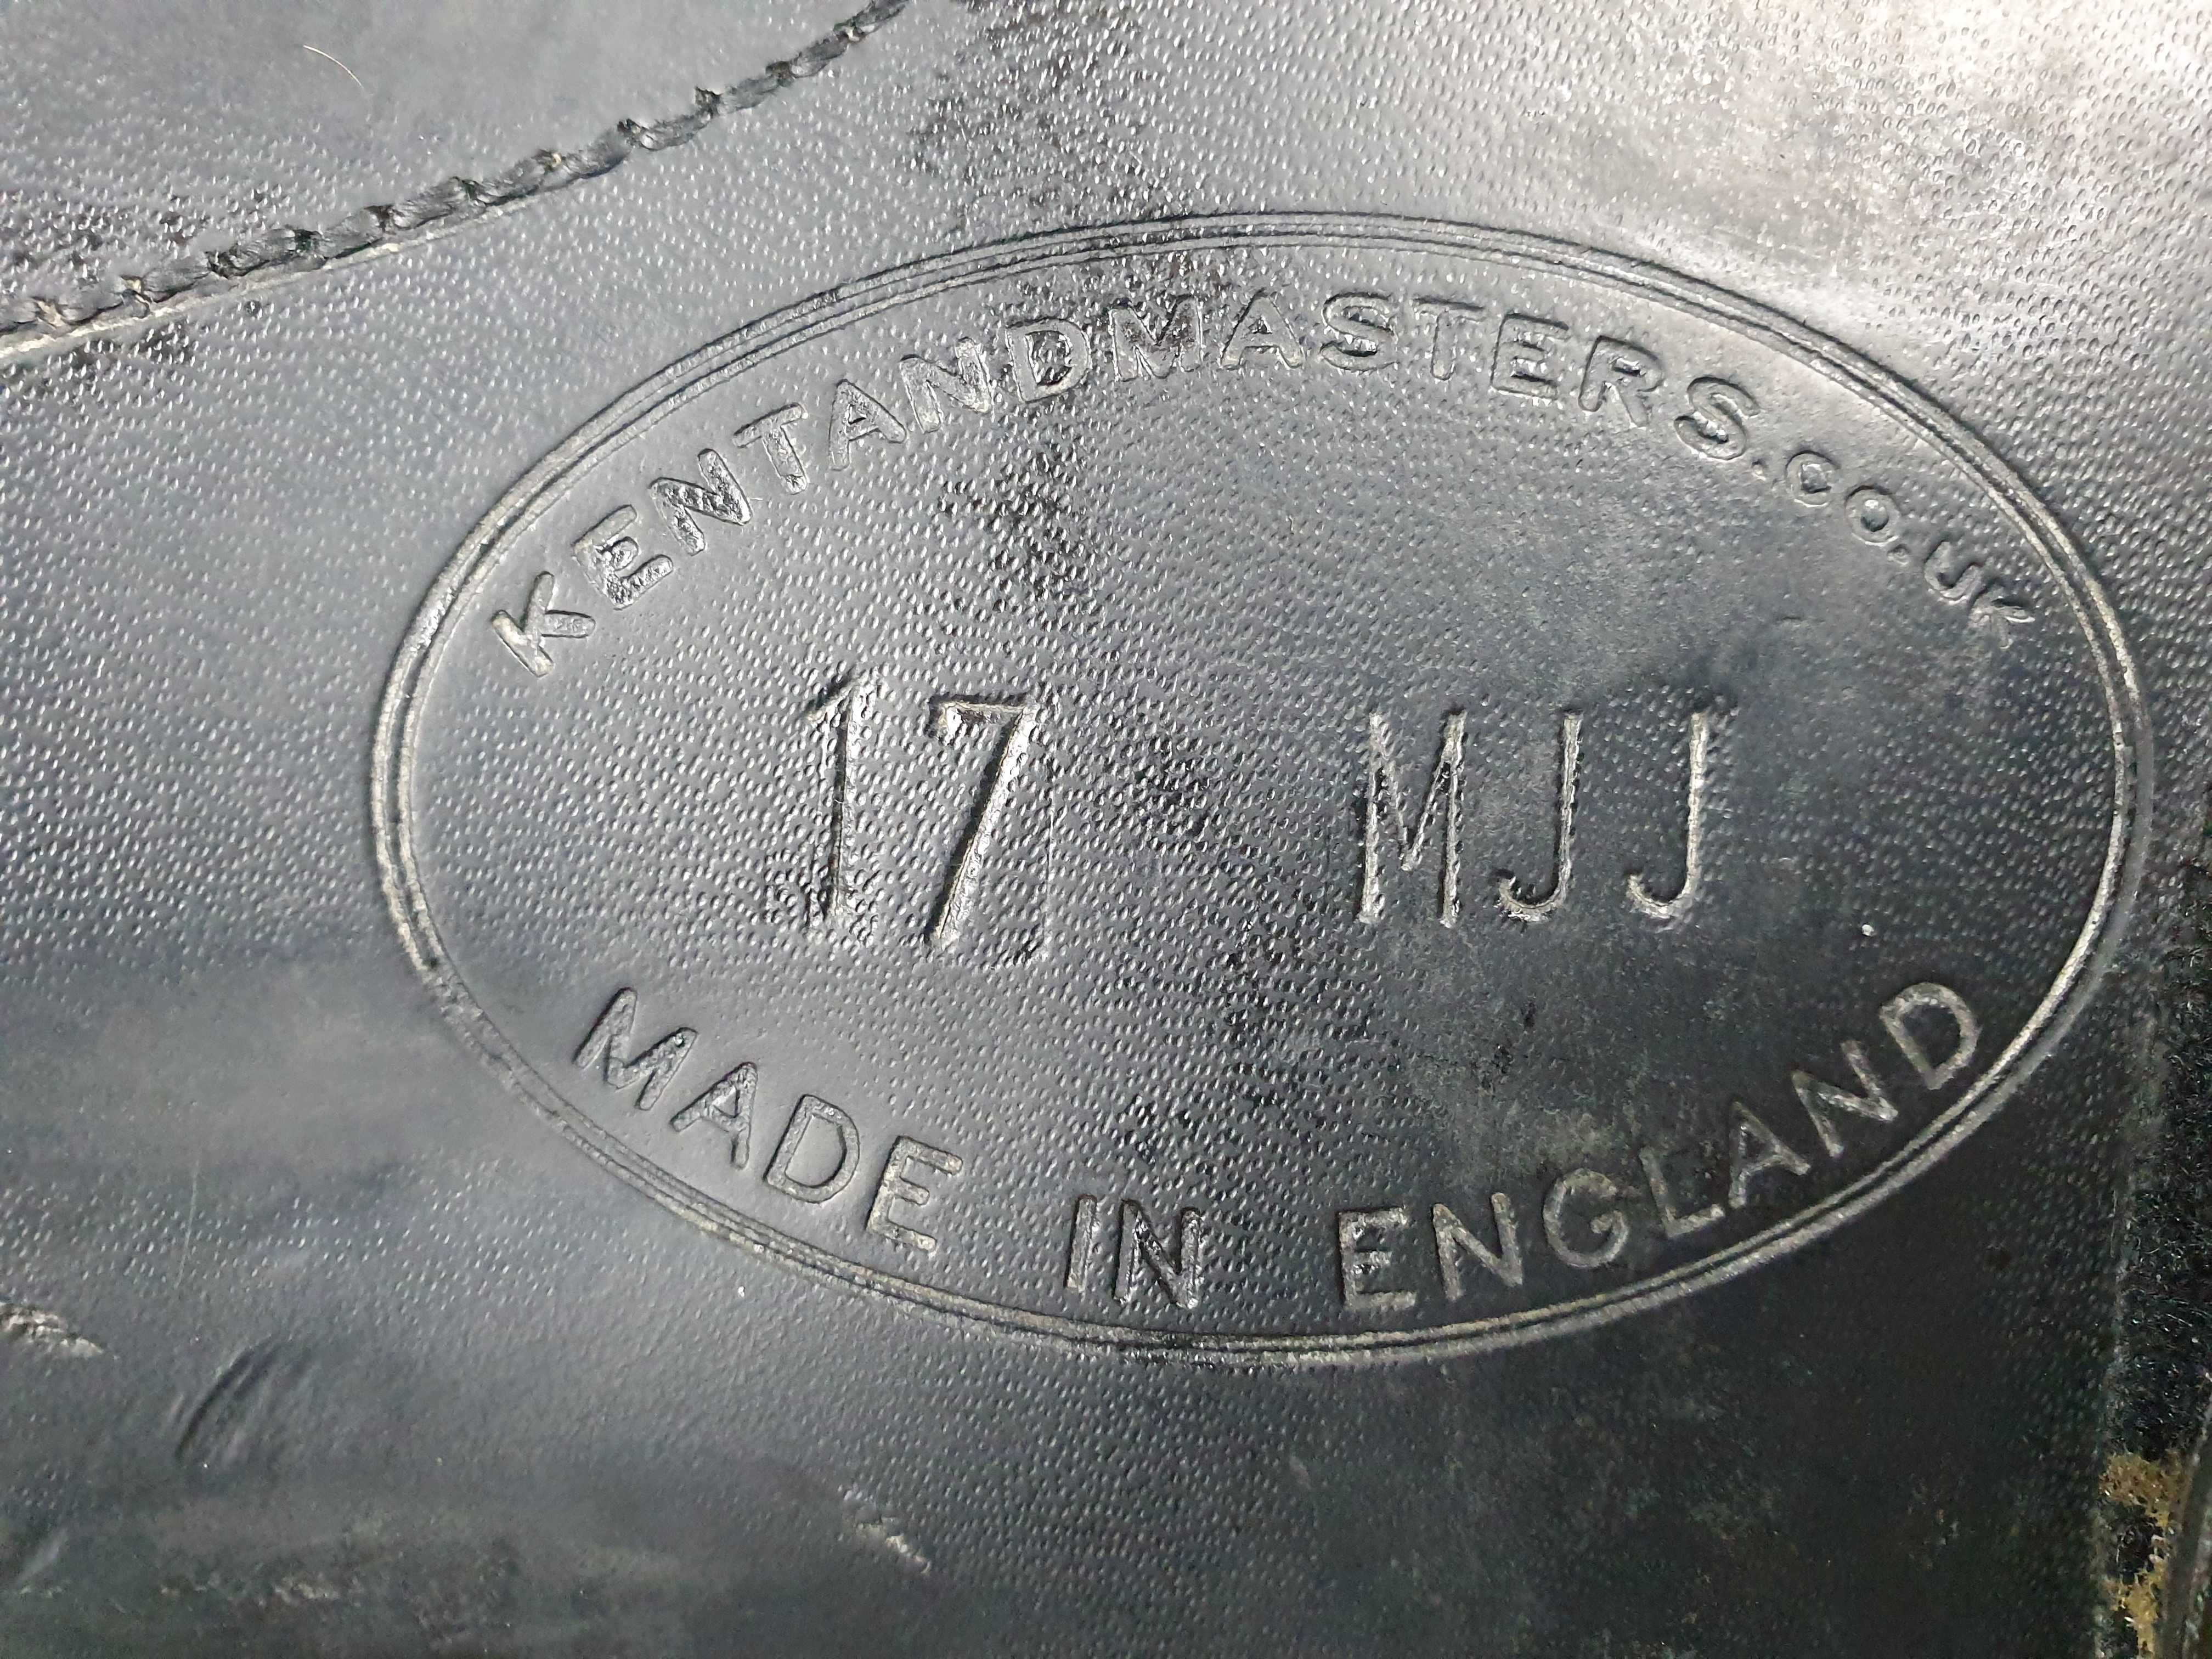 KENTANDMASTERS.CO.UK
17 MJJ
MADE IN ENGLAND